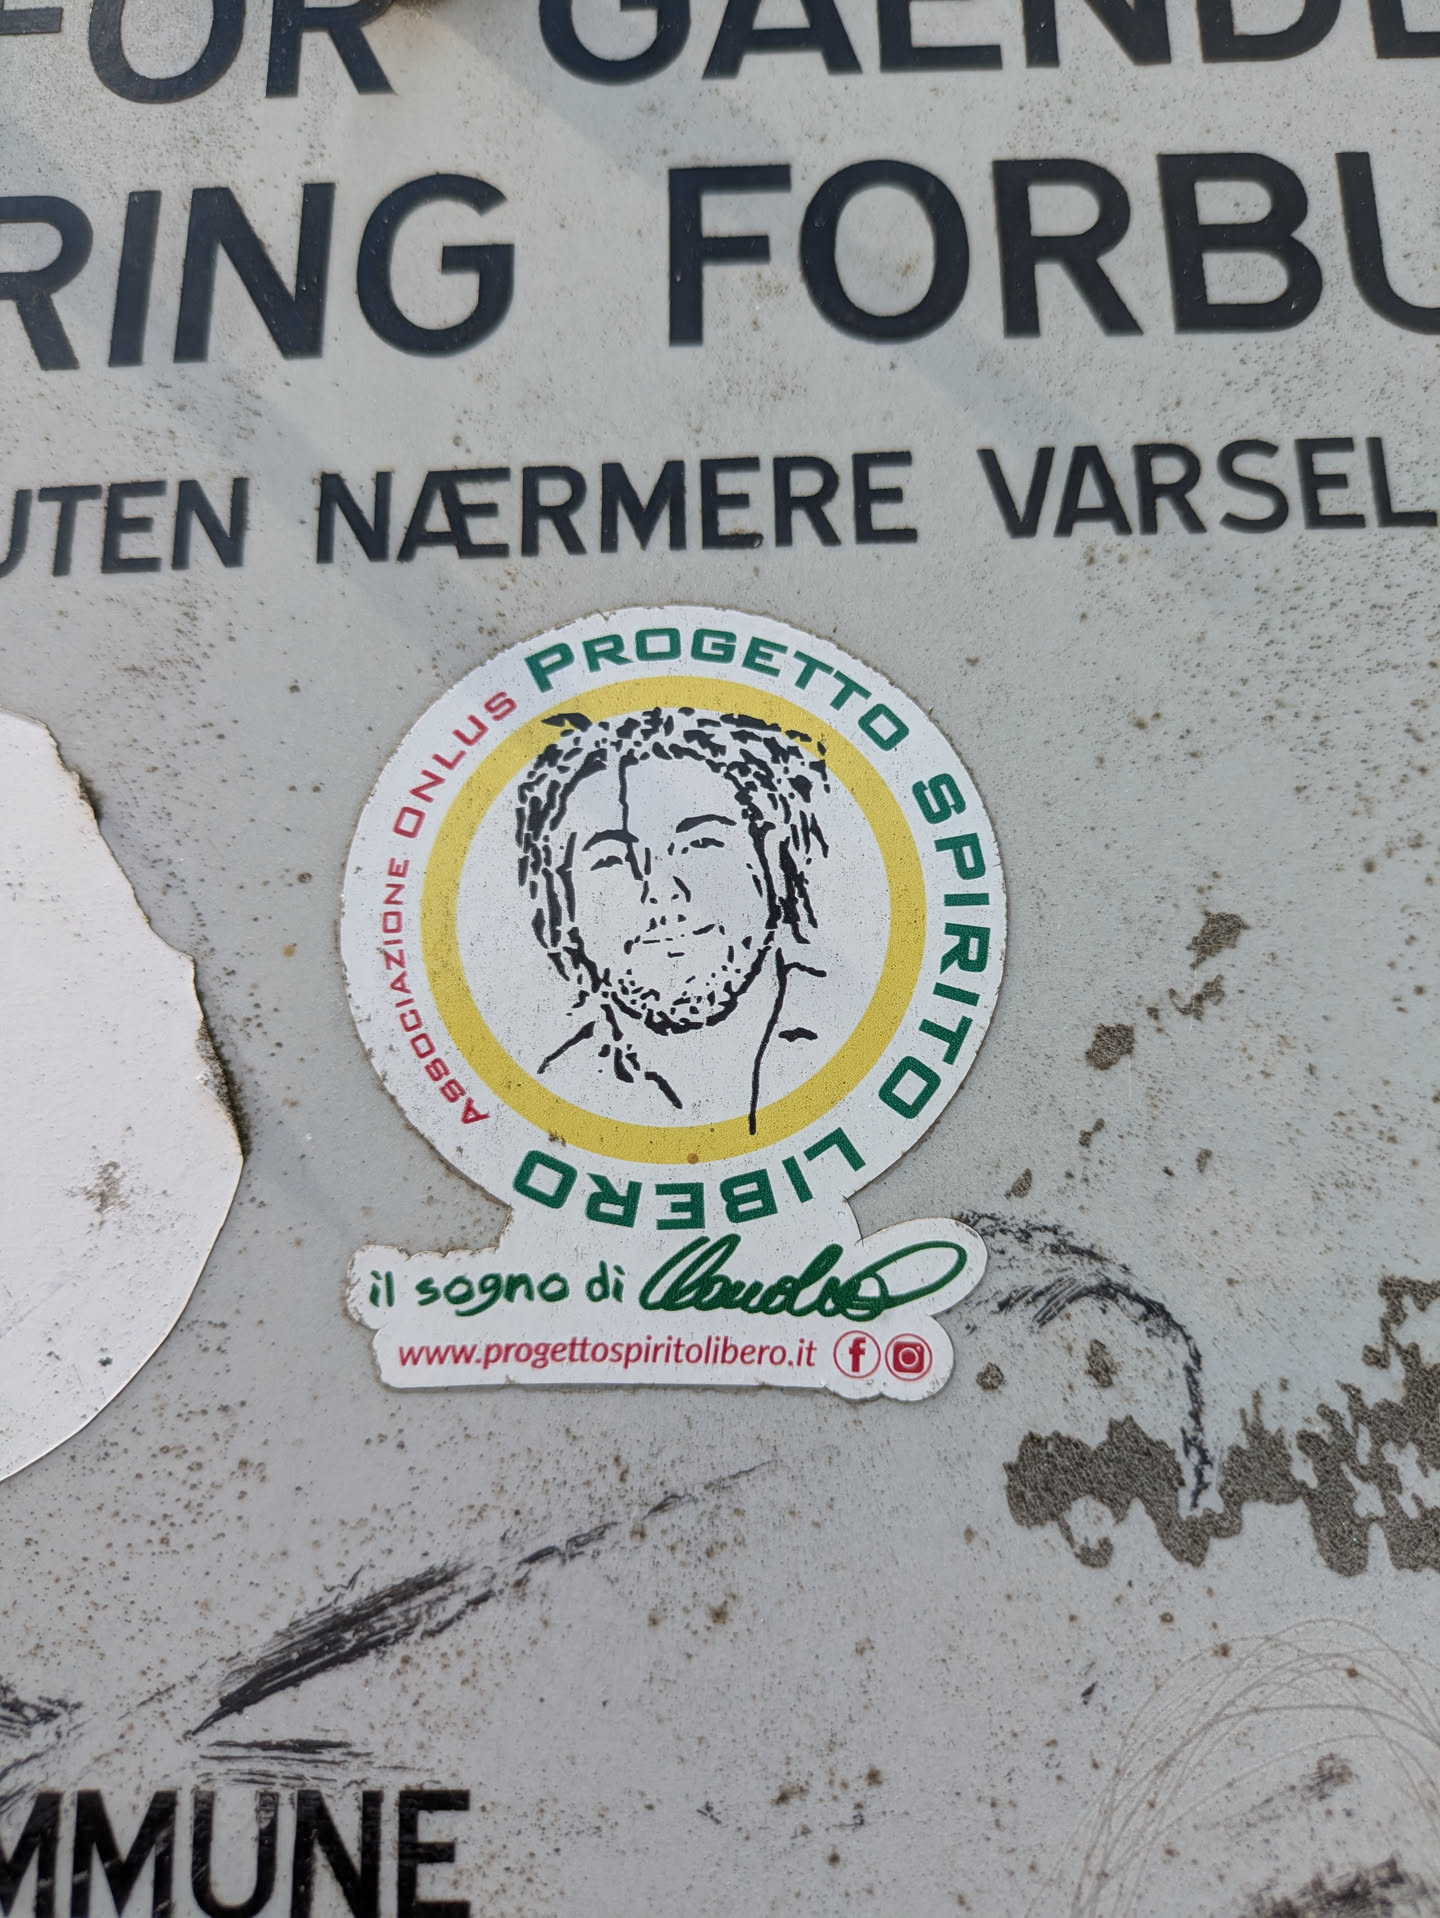 FOR GAENDE
RING FORBU
UTEN NÆRMERE VARSEL
ASSOCIAZIONE ONLUS PROGETTO SPIRITO LIBERO
il sogno di Claudio
www.progettospiritolibero.it
MMUNE